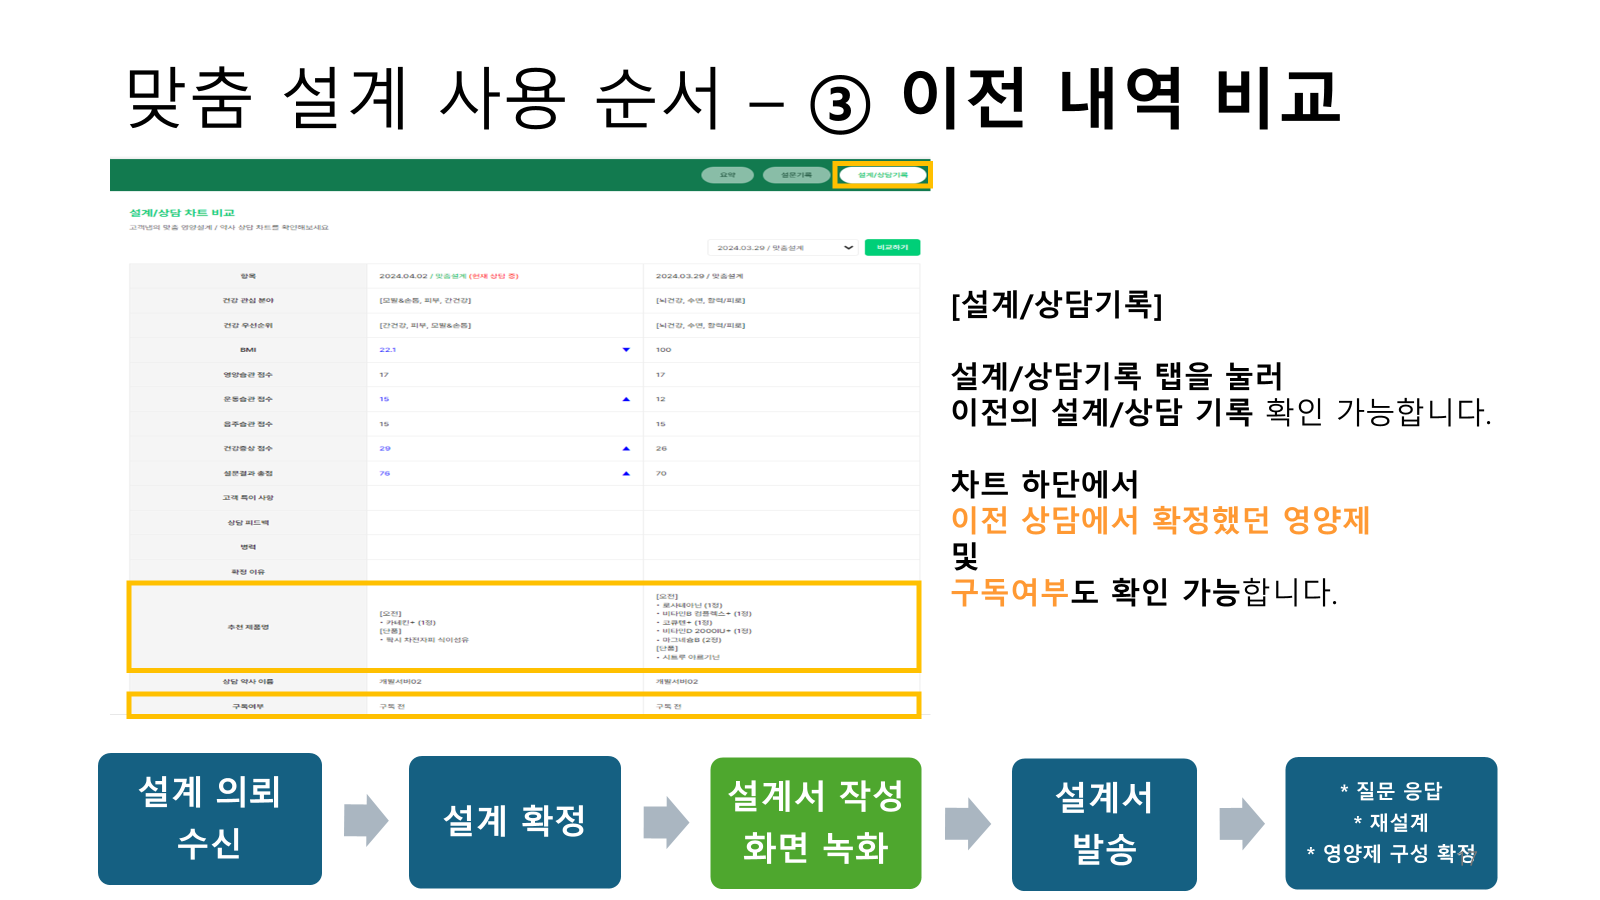 맞춤 설계 사용 순서 – ③ 이전 내역 비교
요약 설문기록 설계/상담기록
설계/상담 차트 비교
고객님의 맞춤 영양설계 / 약사 상담 차트를 확인해보세요
2024.03.29 / 맞춤설계 비교하기
항목 2024.04.02 / 맞춤설계 (현재 상담 중) 2024.03.29 / 맞춤설계
건강 관심 분야 [모발&손톱, 피부, 간건강] [뇌건강, 수면, 활력/피로]
건강 우선순위 [간건강, 피부, 모발&손톱] [뇌건강, 수면, 활력/피로]
BMI 22.1 ▼ 100
영양습관 점수 17 17
운동습관 점수 15 ▲ 12
음주습관 점수 15 15
건강증상 점수 29 ▲ 26
설문결과 총점 76 ▲ 70
고객 특이 사항
상담 피드백
병력
확정 이유
추천 제품명
[오전]
• 카네킨+ (1정)
[단품]
• 왁시 차전자피 식이섬유
[오전]
• 로사테아닌 (1정)
• 비타민B 컴플렉스+ (1정)
• 코큐텐+ (1정)
• 비타민D 2000IU+ (1정)
• 마그네슘B (2정)
[단품]
• 시트루 아르기닌
상담 약사 이름 개발서버02 개발서버02
구독여부 구독 전 구독 전
[설계/상담기록]
설계/상담기록 탭을 눌러
이전의 설계/상담 기록 확인 가능합니다.
차트 하단에서
이전 상담에서 확정했던 영양제
및
구독여부도 확인 가능합니다.
설계 의뢰
수신
설계 확정
설계서 작성
화면 녹화
설계서
발송
* 질문 응답
* 재설계
* 영양제 구성 확정